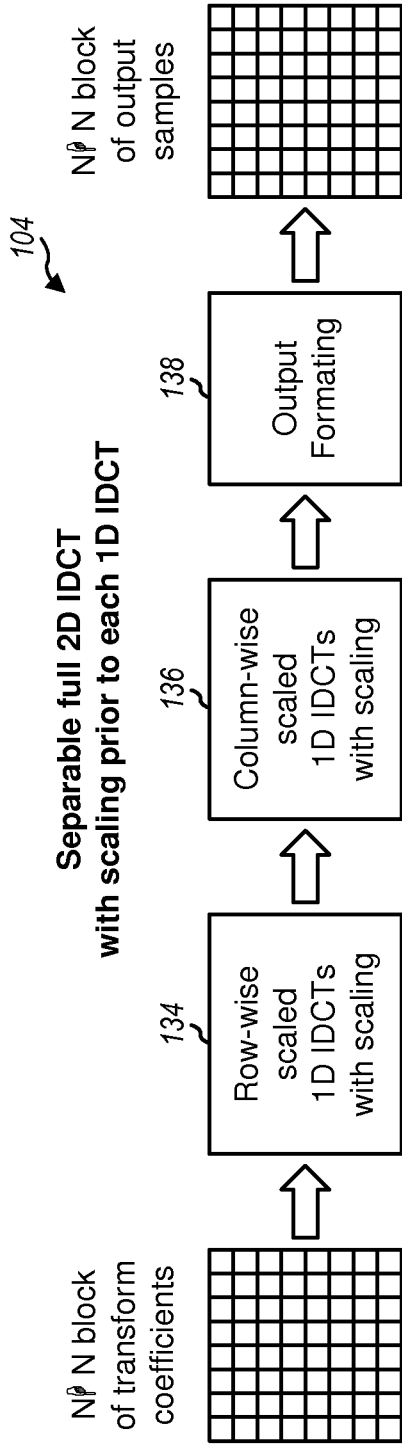 Separable full 2D IDCT
with scaling prior to each 1D IDCT
104
N N block
of transform
coefficients
134
Row-wise
scaled
1D IDCTs
with scaling
136
Column-wise
scaled
1D IDCTs
with scaling
138
Output
Formating
N N block
of output
samples